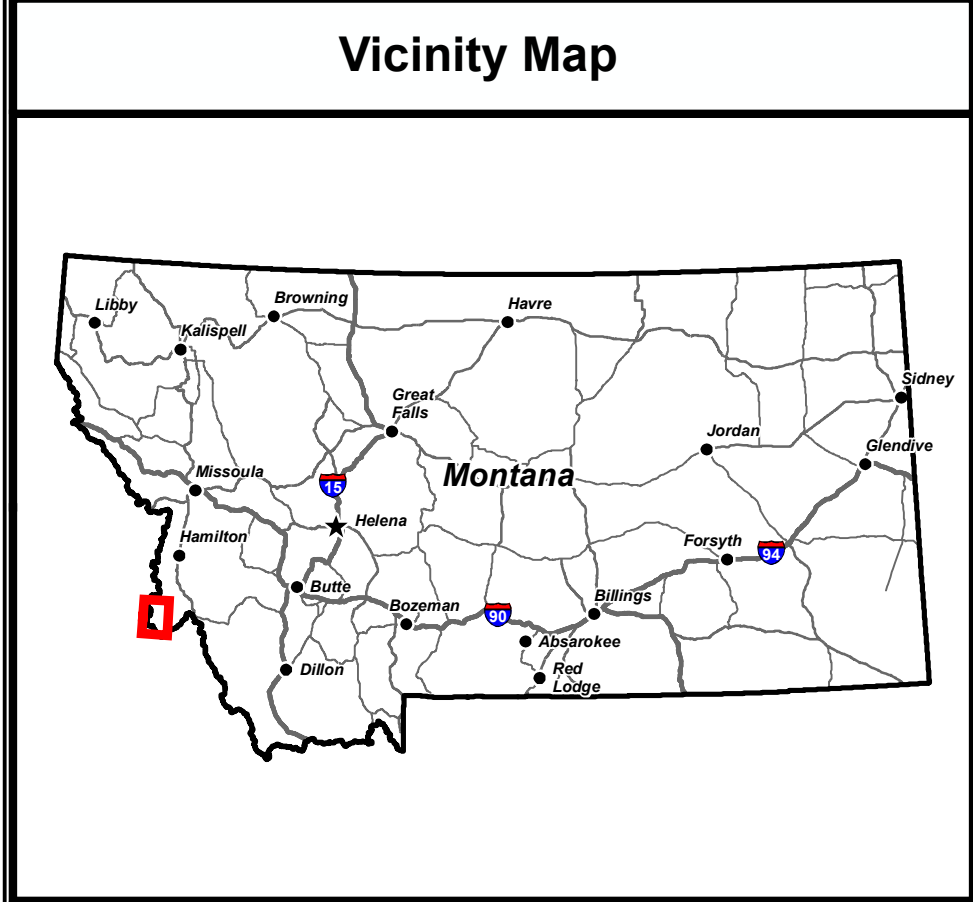 Vicinity Map
Libby
Browning
Havre
Kalispell
Sidney
Great
Falls
Jordan
Glendive
Missoula
Montana
15
Helena
Hamilton
Forsyth
94
Butte
Bozeman
90
Billings
Absarokee
Dillon
Red
Lodge